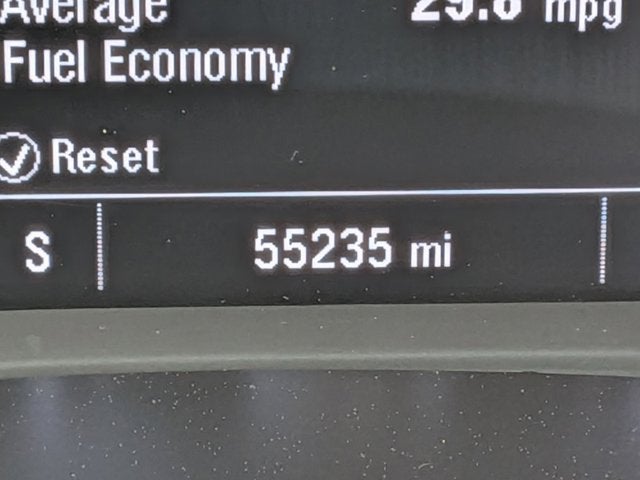 Average mpg
Fuel Economy
Reset
S 55235 mi